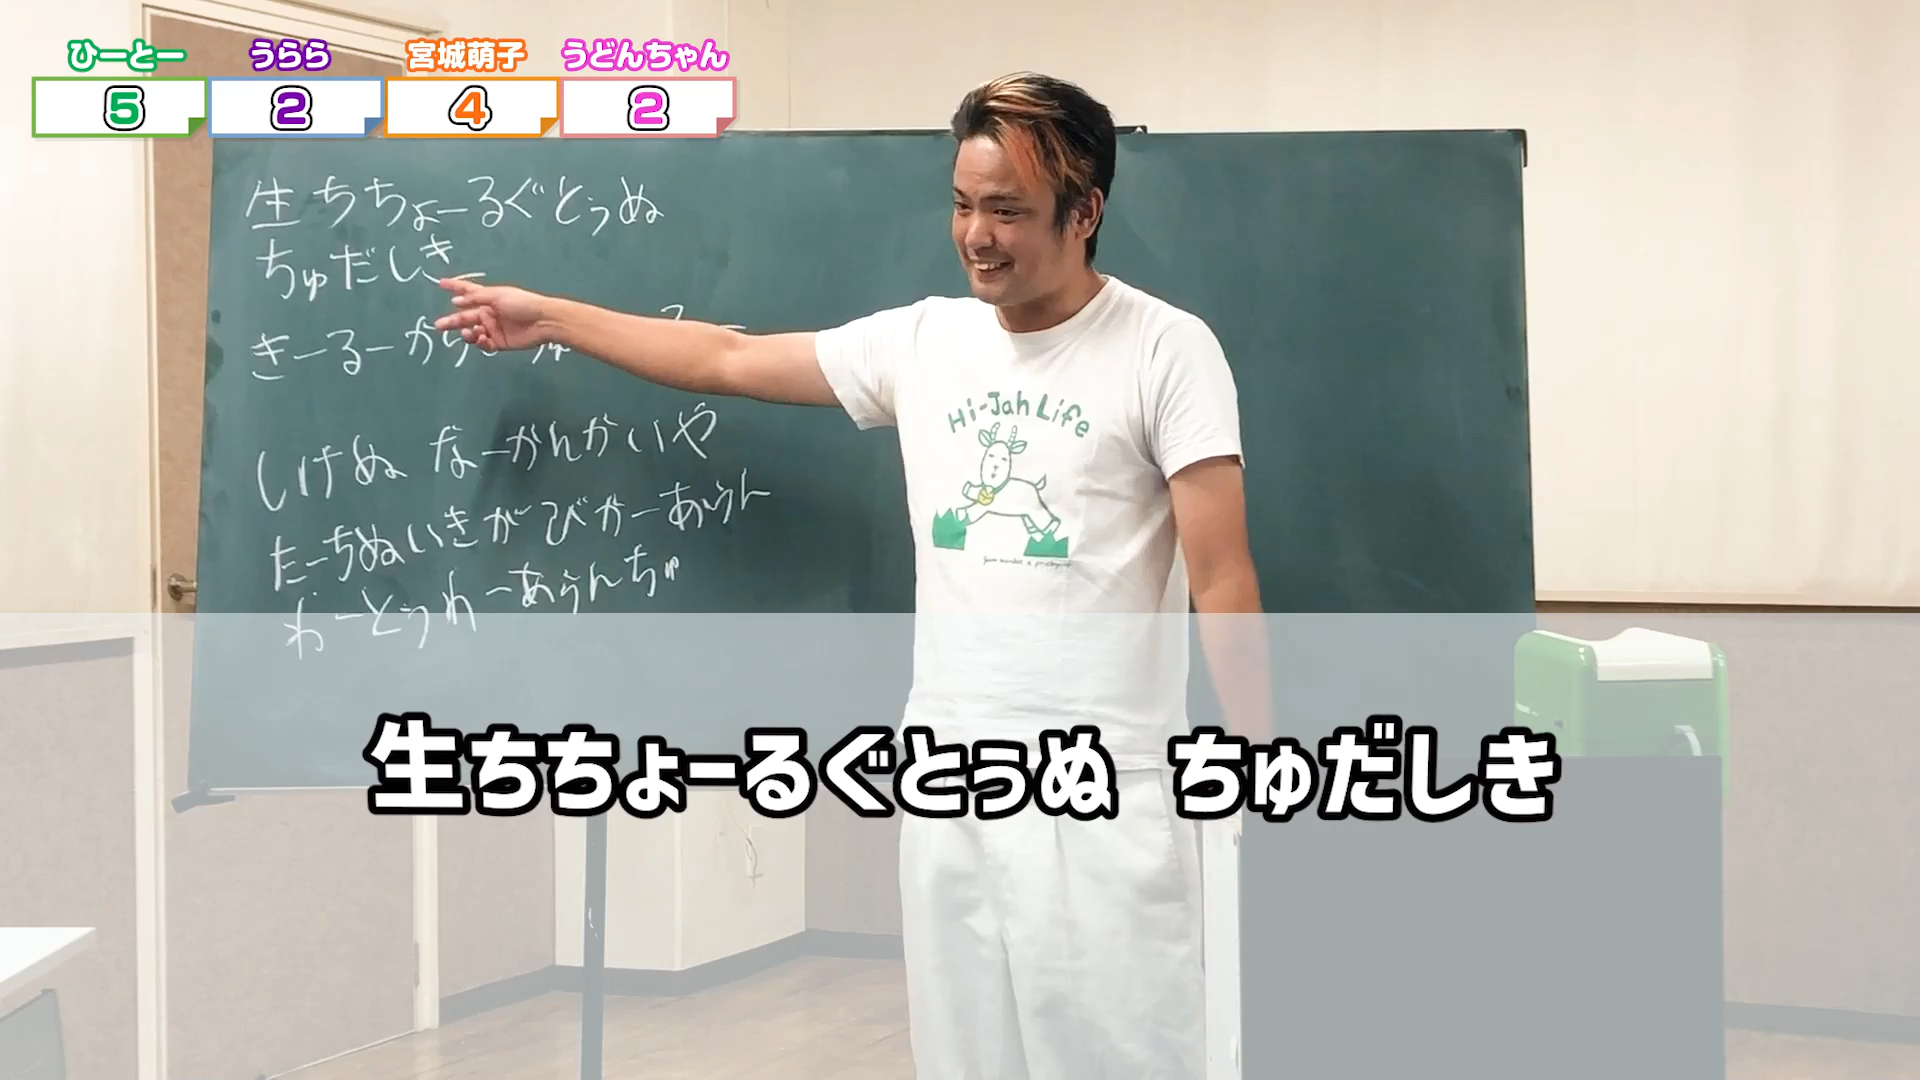 ひーとー うらら 宮城萌子 うどんちゃん
5 2 4 2
生ちちょーるぐとぅぬ
ちゅだしき
きーるーから
しけぬ なーかんかいや
たーちぬいきがびかーあぅん
わーとぅわーあぅんちゅ
Hi-Jah Life
生ちちょーるぐとぅぬ ちゅだしき